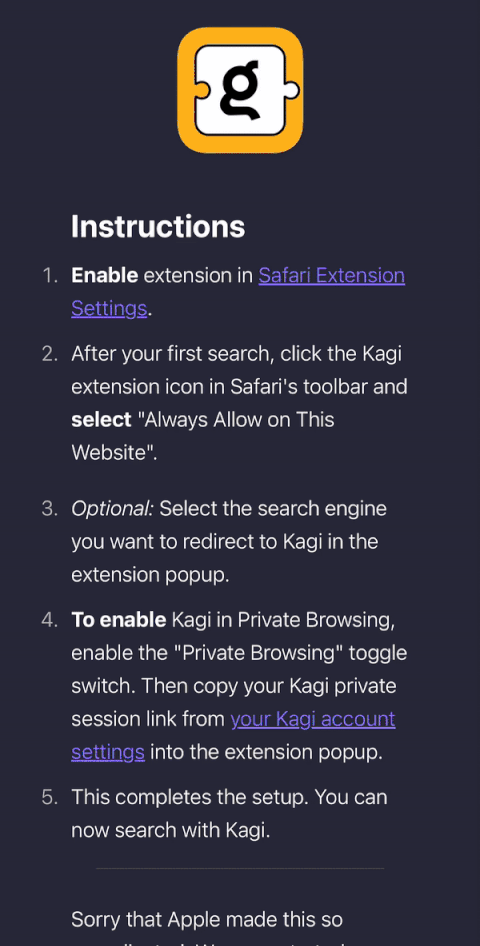 g
Instructions
1. Enable extension in Safari Extension
Settings.
2. After your first search, click the Kagi
extension icon in Safari's toolbar and
select "Always Allow on This
Website".
3. Optional: Select the search engine
you want to redirect to Kagi in the
extension popup.
4. To enable Kagi in Private Browsing,
enable the "Private Browsing" toggle
switch. Then copy your Kagi private
session link from your Kagi account
settings into the extension popup.
5. This completes the setup. You can
now search with Kagi.
Sorry that Apple made this so